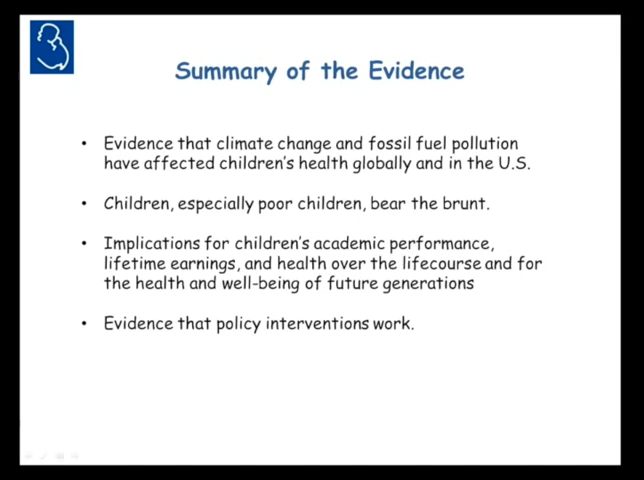 Summary of the Evidence
• Evidence that climate change and fossil fuel pollution
have affected children's health globally and in the U.S.
• Children, especially poor children, bear the brunt.
• Implications for children's academic performance,
lifetime earnings, and health over the lifecourse and for
the health and well-being of future generations
• Evidence that policy interventions work.